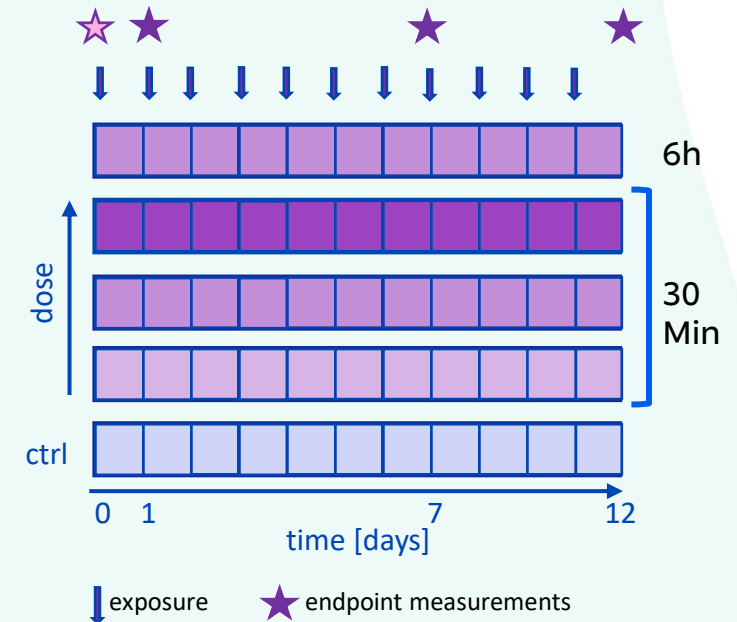 6h
dose
30
Min
ctrl
0 1 7 12
time [days]
exposure endpoint measurements